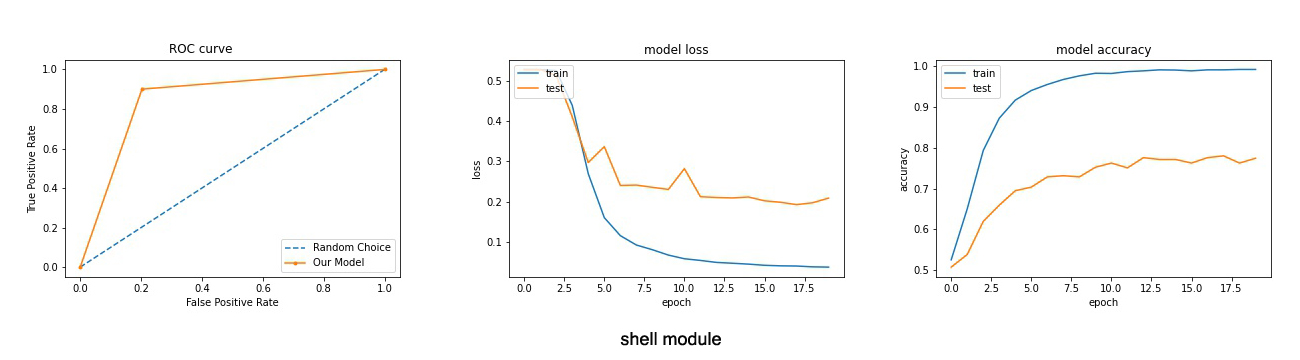 ROC curve
True Positive Rate
1.0
0.8
0.6
0.4
0.2
0.0
0.0 0.2 0.4 0.6 0.8 1.0
False Positive Rate
Random Choice
Our Model
model loss
loss
0.5
0.4
0.3
0.2
0.1
train
test
0.0 2.5 5.0 7.5 10.0 12.5 15.0 17.5
epoch
model accuracy
accuracy
1.0
0.9
0.8
0.7
0.6
0.5
train
test
0.0 2.5 5.0 7.5 10.0 12.5 15.0 17.5
epoch
shell module